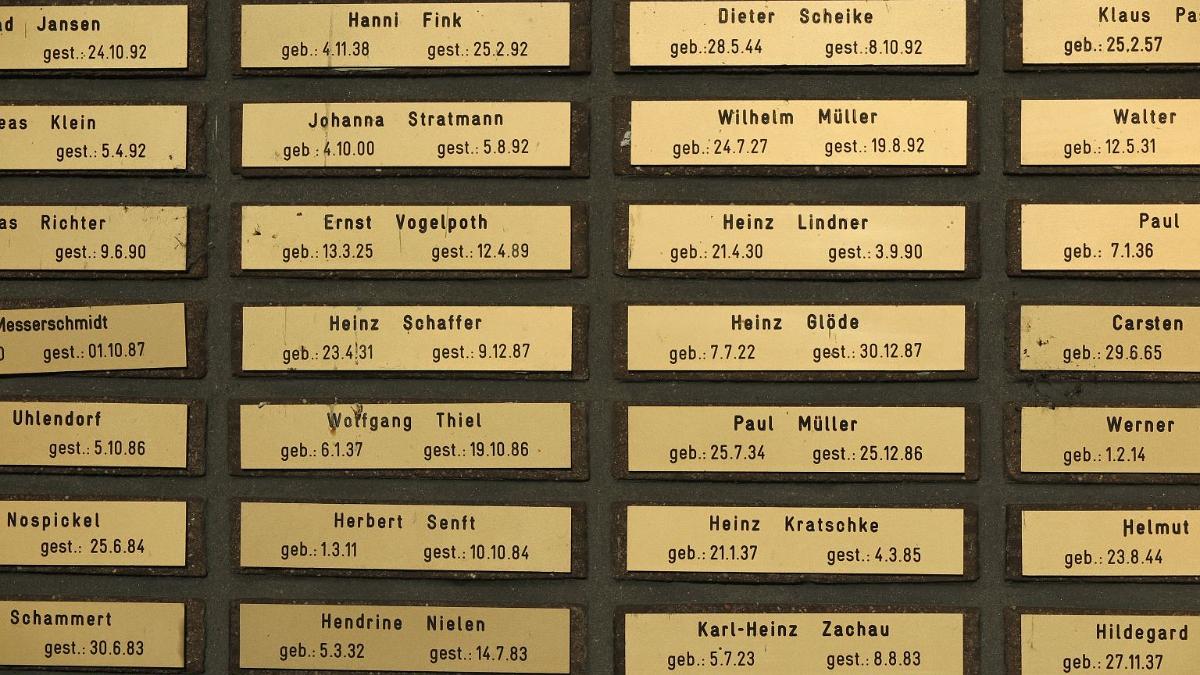 Jansen
gest.: 24.10.92
Hanni Fink
geb.: 4.11.38 gest.: 25.2.92
Dieter Scheike
geb.: 28.5.44 gest.: 8.10.92
Klaus
geb.: 25.2.57
Klein
gest.: 5.4.92
Johanna Stratmann
geb : 4.10.00 gest.: 5.8.92
Wilhelm Müller
geb.: 24.7.27 gest.: 19.8.92
Walter
geb.: 12.5.31
Richter
gest.: 9.6.90
Ernst Vogelpoth
geb.: 13.3.25 gest.: 12.4.89
Heinz Lindner
geb.: 21.4.30 gest.: 3.9.90
Paul
geb.: 7.1.36
Messerschmidt
gest.: 01.10.87
Heinz Schaffer
geb.: 23.4.31 gest.: 9.12.87
Heinz Glöde
geb.: 7.7.22 gest.: 30.12.87
Carsten
geb.: 29.6.65
Uhlendorf
gest.: 5.10.86
Wolfgang Thiel
geb.: 6.1.37 gest.: 19.10.86
Paul Müller
geb.: 25.7.34 gest.: 25.12.86
Werner
geb.: 1.2.14
Nospickel
gest.: 25.6.84
Herbert Senft
geb.: 1.3.11 gest.: 10.10.84
Heinz Kratschke
geb.: 21.1.37 gest.: 4.3.85
Helmut
geb.: 23.8.44
Schammert
gest.: 30.6.83
Hendrine Nielen
geb.: 5.3.32 gest.: 14.7.83
Karl-Heinz Zachau
geb.: 5.7.23 gest.: 8.8.83
Hildegard
geb.: 27.11.37